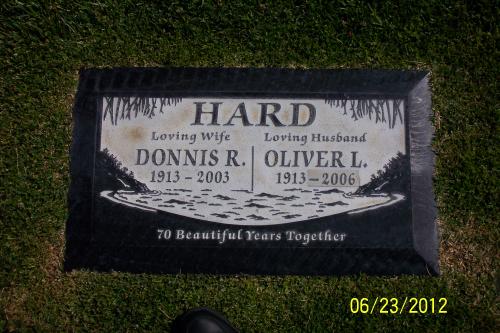 HARD
Loving Wife Loving Husband
DONNIS R. OLIVER L.
1913 - 2003 1913 - 2006
70 Beautiful Years Together
06/23/2012